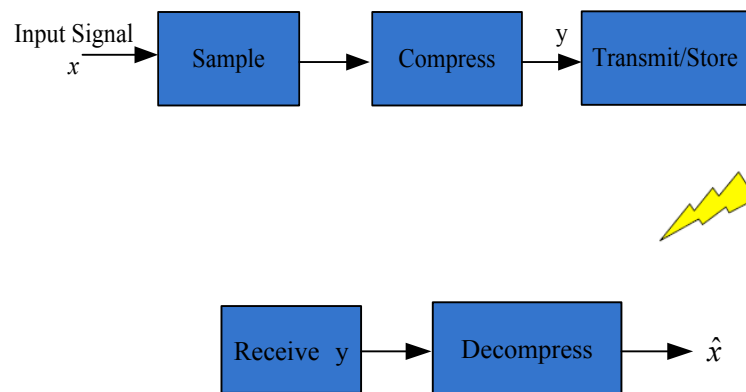 Input Signal
x
Sample
Compress
y
Transmit/Store
Receive y
Decompress
x̂